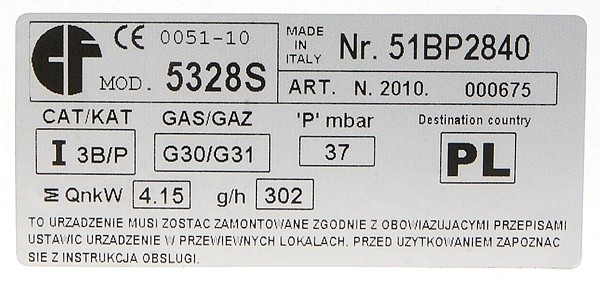 CF CE 0051-10 MADE IN ITALY Nr. 51BP2840
MOD. 5328S ART. N. 2010. 000675
CAT/KAT GAS/GAZ 'P' mbar Destination country
I 3B/P G30/G31 37 PL
Σ QnkW 4.15 g/h 302
TO URZADZENIE MUSI ZOSTAC ZAMONTOWANE ZGODNIE Z OBOWIAZUJACYMI PRZEPISAMI
USTAWIC URZADZENIE W PRZEWIEWNYCH LOKALACH. PRZED UZYTKOWANIEM ZAPOZNAC
SIE Z INSTRUKCJA OBSLUGI.